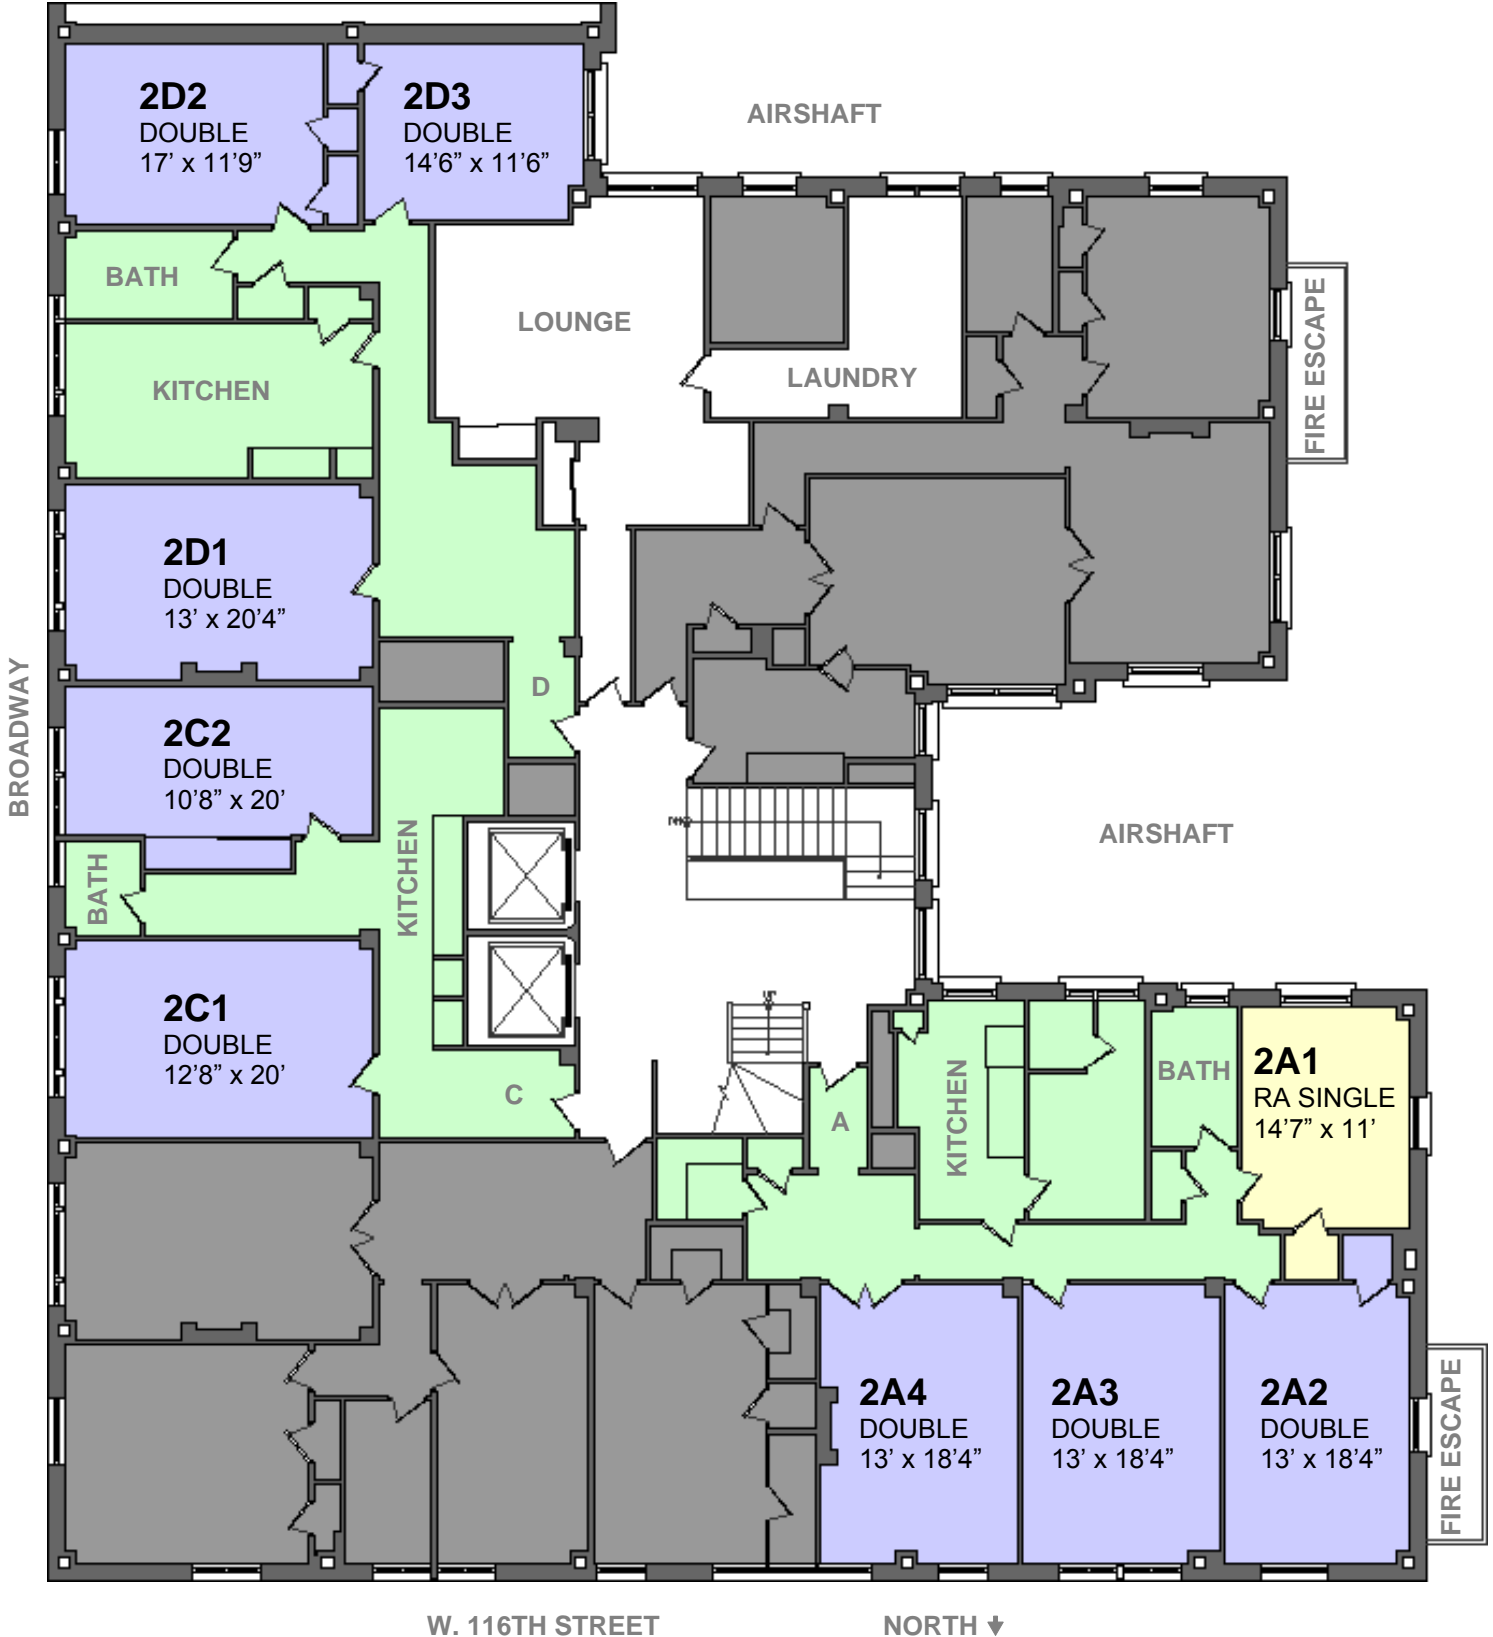 2D2
DOUBLE
17’ x 11’9”
2D3
DOUBLE
14’6” x 11’6”
AIRSHAFT
BATH
LOUNGE
KITCHEN
LAUNDRY
FIRE ESCAPE
2D1
DOUBLE
13’ x 20’4”
D
BROADWAY
2C2
DOUBLE
10’8” x 20’
KITCHEN
BATH
AIRSHAFT
2C1
DOUBLE
12’8” x 20’
C
A
KITCHEN
BATH
2A1
RA SINGLE
14’7” x 11’
2A4
DOUBLE
13’ x 18’4”
2A3
DOUBLE
13’ x 18’4”
2A2
DOUBLE
13’ x 18’4”
FIRE ESCAPE
W. 116TH STREET
NORTH